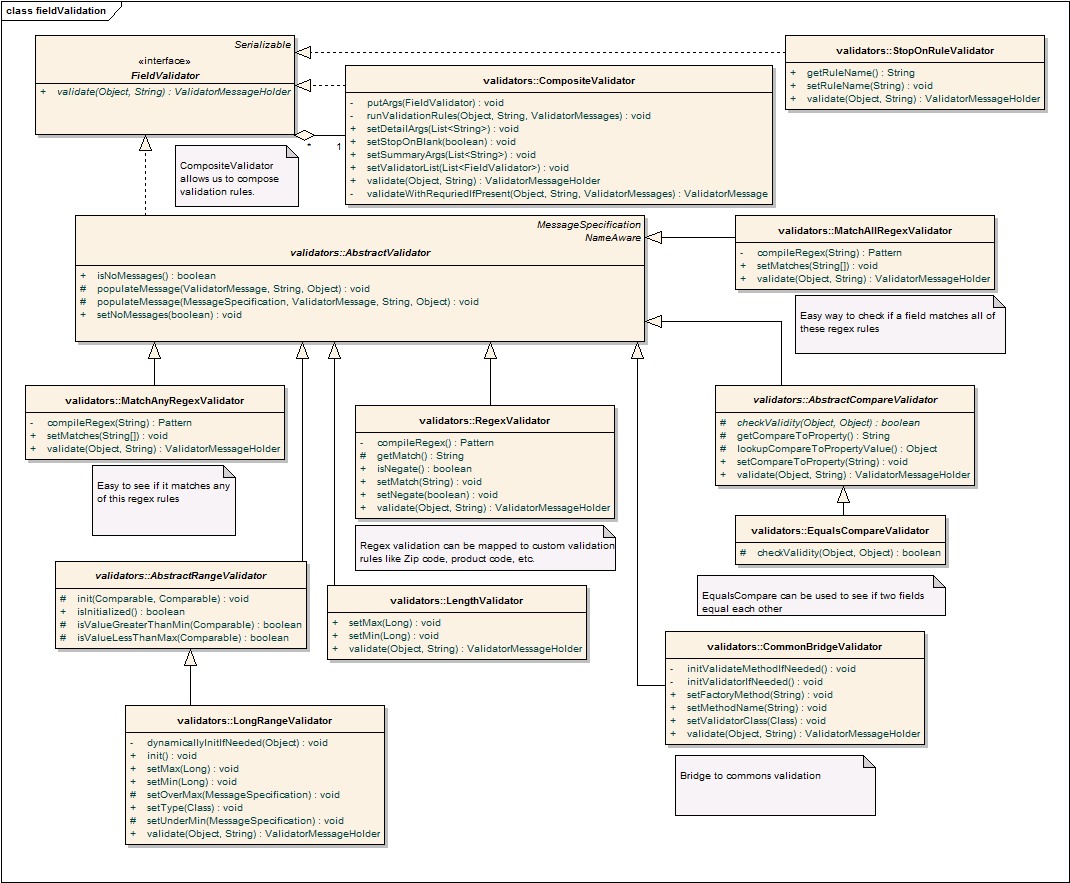 class fieldValidation
Serializable
«interface»
FieldValidator
+ validate(Object, String) : ValidatorMessageHolder
validators::StopOnRuleValidator
+ getRuleName() : String
+ setRuleName(String) : void
+ validate(Object, String) : ValidatorMessageHolder
validators::CompositeValidator
- putArgs(FieldValidator) : void
- runValidationRules(Object, String, ValidatorMessages) : void
+ setDetailArgs(List<String>) : void
+ setStopOnBlank(boolean) : void
+ setSummaryArgs(List<String>) : void
+ setValidatorList(List<FieldValidator>) : void
+ validate(Object, String) : ValidatorMessageHolder
- validateWithRequriedIfPresent(Object, String, ValidatorMessages) : ValidatorMessage
* 1
CompositeValidator
allows us to compose
validation rules.
MessageSpecification
NameAware
validators::AbstractValidator
+ isNoMessages() : boolean
# populateMessage(ValidatorMessage, String, Object) : void
# populateMessage(MessageSpecification, ValidatorMessage, String, Object) : void
+ setNoMessages(boolean) : void
validators::MatchAllRegexValidator
- compileRegex(String) : Pattern
+ setMatches(String[]) : void
+ validate(Object, String) : ValidatorMessageHolder
Easy way to check if a field matches all of
these regex rules
validators::MatchAnyRegexValidator
- compileRegex(String) : Pattern
+ setMatches(String[]) : void
+ validate(Object, String) : ValidatorMessageHolder
Easy to see if it matches any
of this regex rules
validators::RegexValidator
- compileRegex() : Pattern
# getMatch() : String
+ isNegate() : boolean
+ setMatch(String) : void
+ setNegate(boolean) : void
+ validate(Object, String) : ValidatorMessageHolder
Regex validation can be mapped to custom validation
rules like Zip code, product code, etc.
validators::AbstractCompareValidator
# checkValidity(Object, Object) : boolean
# getCompareToProperty() : String
# lookupCompareToPropertyValue() : Object
+ setCompareToProperty(String) : void
+ validate(Object, String) : ValidatorMessageHolder
validators::EqualsCompareValidator
# checkValidity(Object, Object) : boolean
EqualsCompare can be used to see if two fields
equal each other
validators::AbstractRangeValidator
# init(Comparable, Comparable) : void
+ isInitialized() : boolean
# isValueGreaterThanMin(Comparable) : boolean
# isValueLessThanMax(Comparable) : boolean
validators::LengthValidator
+ setMax(Long) : void
+ setMin(Long) : void
+ validate(Object, String) : ValidatorMessageHolder
validators::CommonBridgeValidator
- initValidateMethodIfNeeded() : void
- initValidatorIfNeeded() : void
+ setFactoryMethod(String) : void
+ setMethodName(String) : void
+ setValidatorClass(Class) : void
+ validate(Object, String) : ValidatorMessageHolder
Bridge to commons validation
validators::LongRangeValidator
- dynamicallyInitIfNeeded(Object) : void
+ init() : void
+ setMax(Long) : void
+ setMin(Long) : void
# setOverMax(MessageSpecification) : void
+ setType(Class) : void
# setUnderMin(MessageSpecification) : void
+ validate(Object, String) : ValidatorMessageHolder